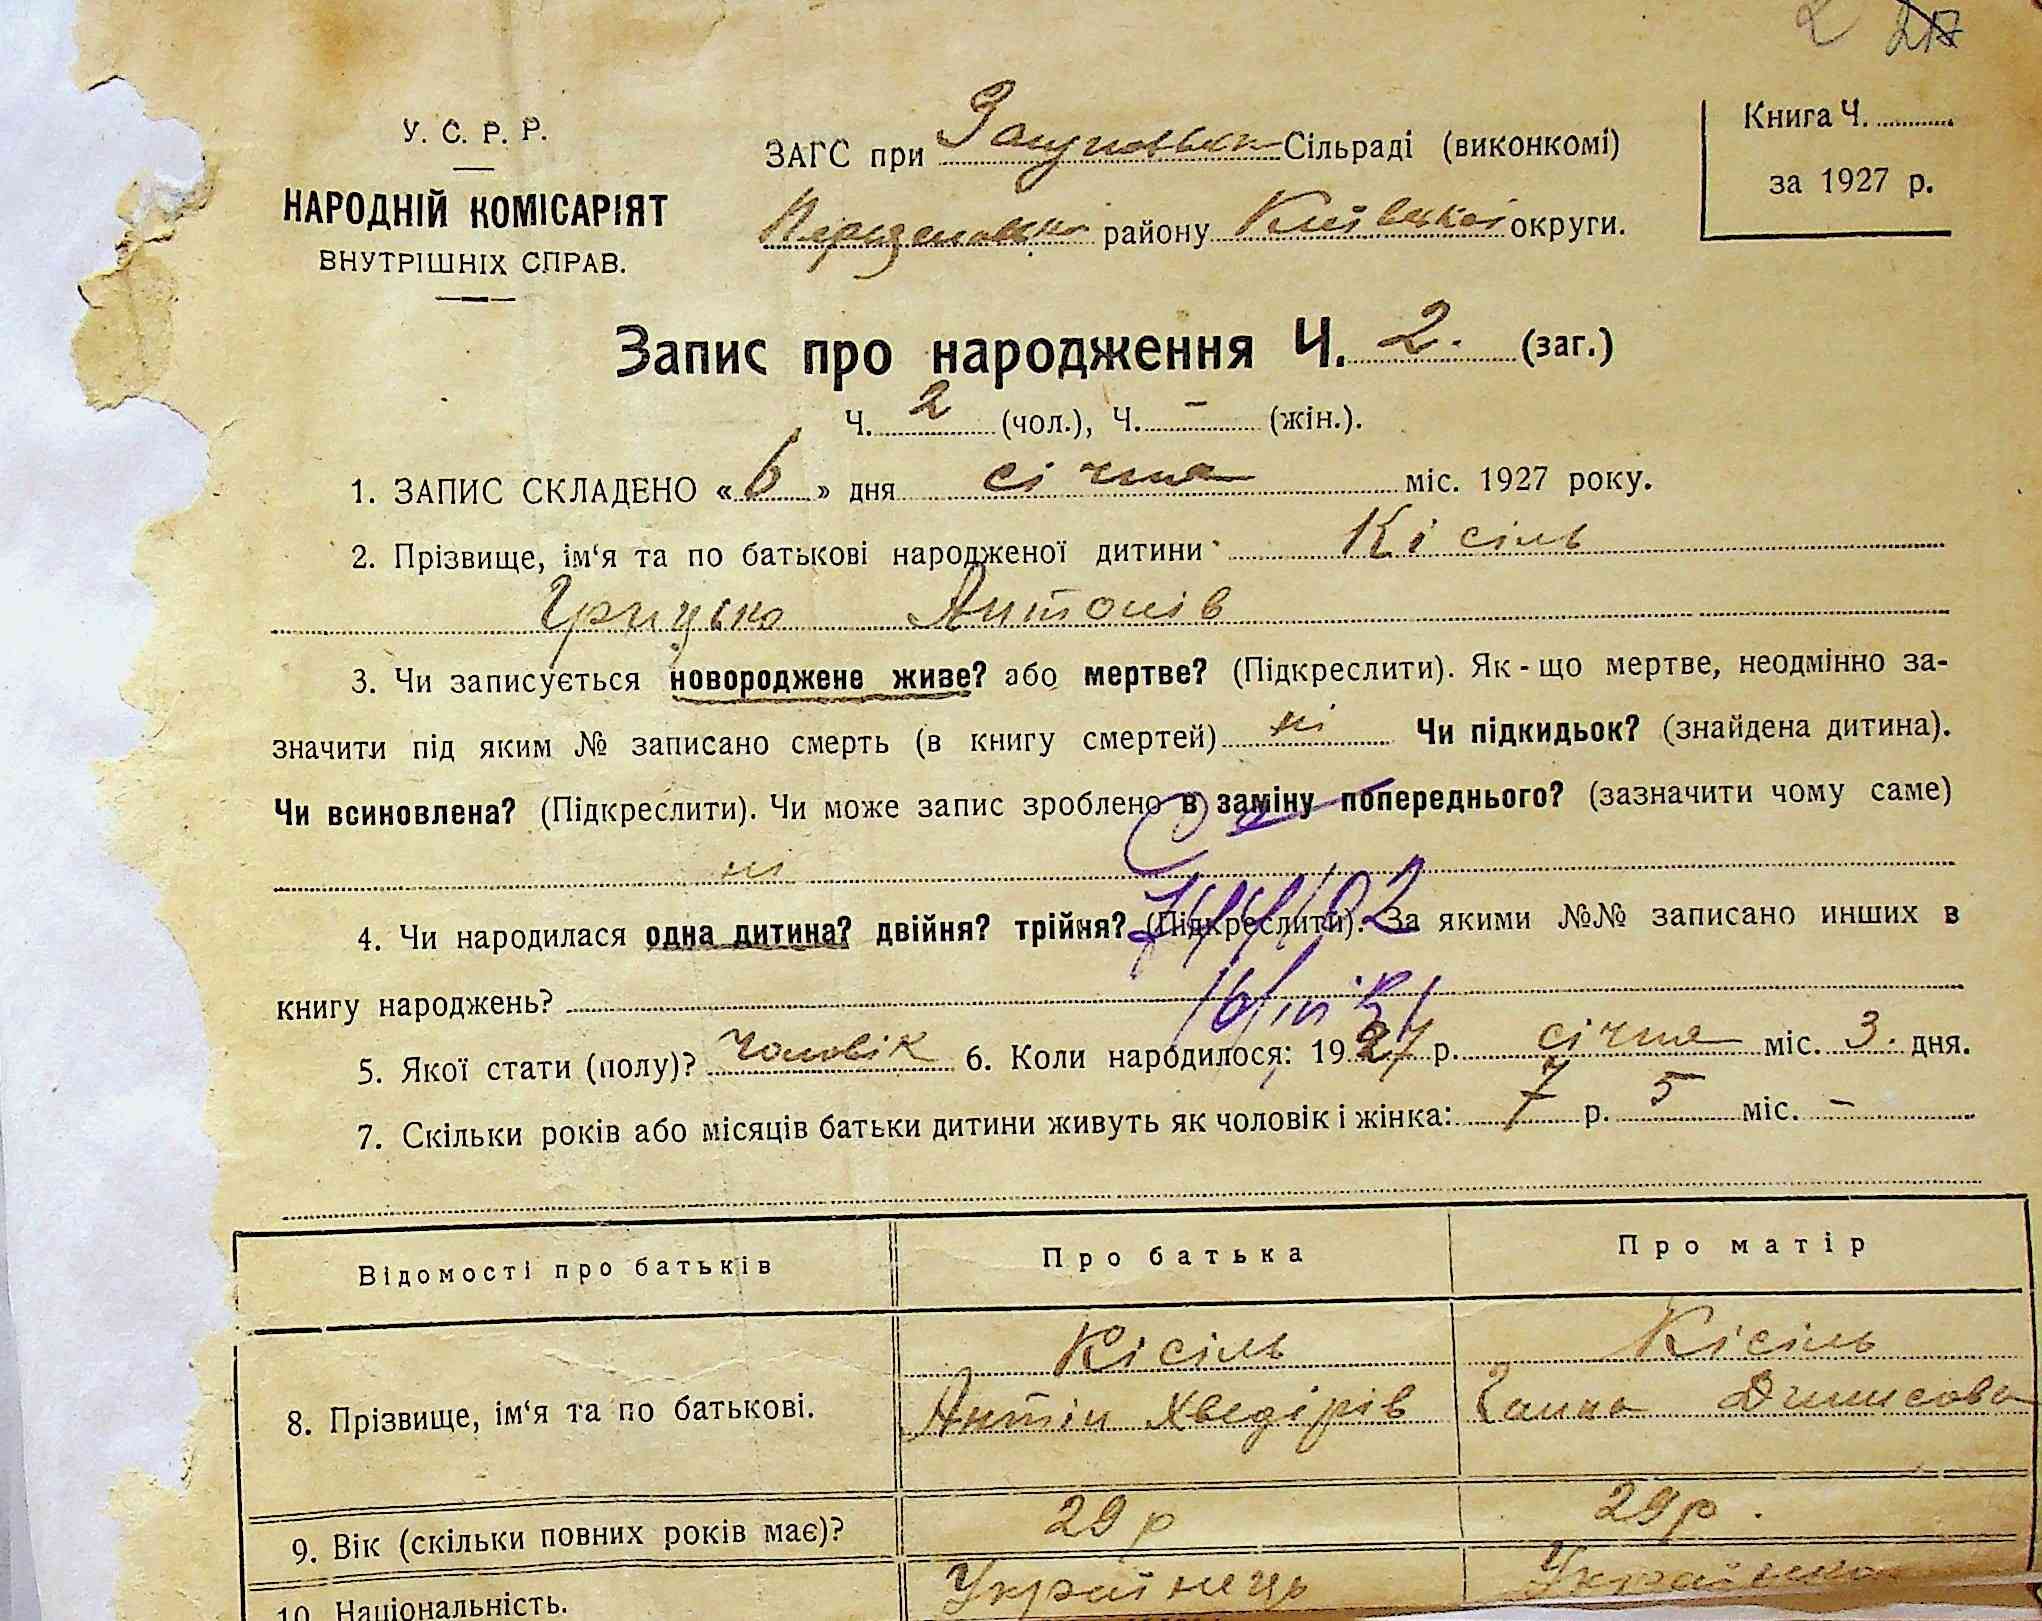 2
У. С. Р. Р.
НАРОДНІЙ КОМІСАРІЯТ
ВНУТРІШНІХ СПРАВ.
ЗАГС при Сільраді (виконкомі)
району Київської округи.
Книга Ч.
за 1927 р.
Запис про народження Ч. 2. (заг.)
Ч. 2 (чол.), Ч. – (жін.).
1. ЗАПИС СКЛАДЕНО «6» дня січня міс. 1927 року.
2. Прізвище, ім‘я та по батькові народженої дитини Кісіль
Грицько Антонів
3. Чи записується новороджене живе? або мертве? (Підкреслити). Як-що мертве, неодмінно за-
значити під яким № записано смерть (в книгу смертей) ні Чи підкидьок? (знайдена дитина).
Чи всиновлена? (Підкреслити). Чи може запис зроблено в заміну попереднього? (зазначити чому саме)
ні
4. Чи народилася одна дитина? двійня? трійня? (Підкреслити). За якими №№ записано инших в
книгу народжень?
5. Якої стати (полу)? чоловік 6. Коли народилося: 1927 р. січня міс. 3. дня.
7. Скільки років або місяців батьки дитини живуть як чоловік і жінка: 7 р. 5 міс. –
Відомості про батьків Про батька Про матір
8. Прізвище, ім‘я та по батькові.
Кісіль Кісіль
Антін Хведірів Ганна Динисова
9. Вік (скільки повних років має)? 29 р 29 р.
10. Національність. Українець Українка